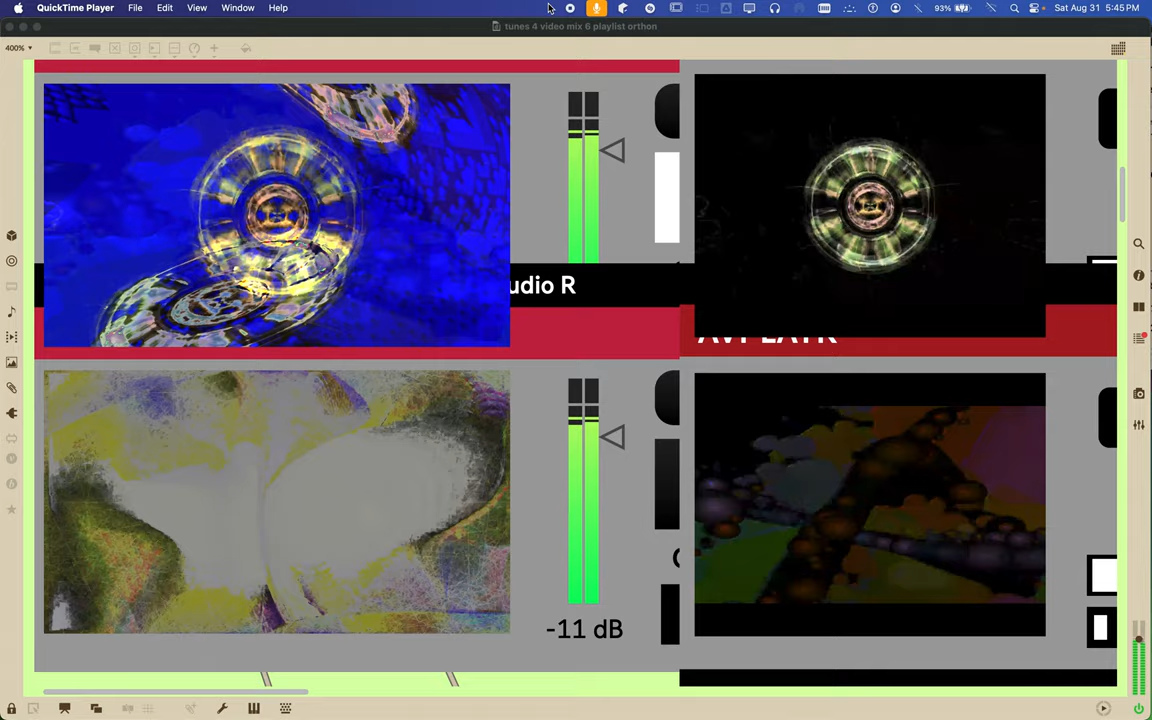 QuickTime Player File Edit View Window Help 93% Sat Aug 31 5:45 PM
tunes 4 video mix 6 playlist orthon
400%
udio R
-11 dB